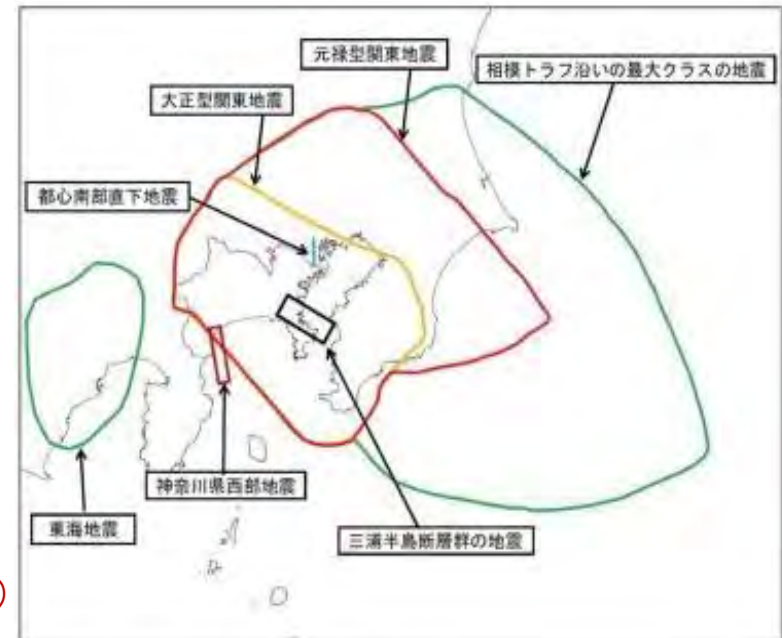 元禄型関東地震
相模トラフ沿いの最大クラスの地震
大正型関東地震
都心南部直下地震
神奈川県西部地震
東海地震
三浦半島断層群の地震